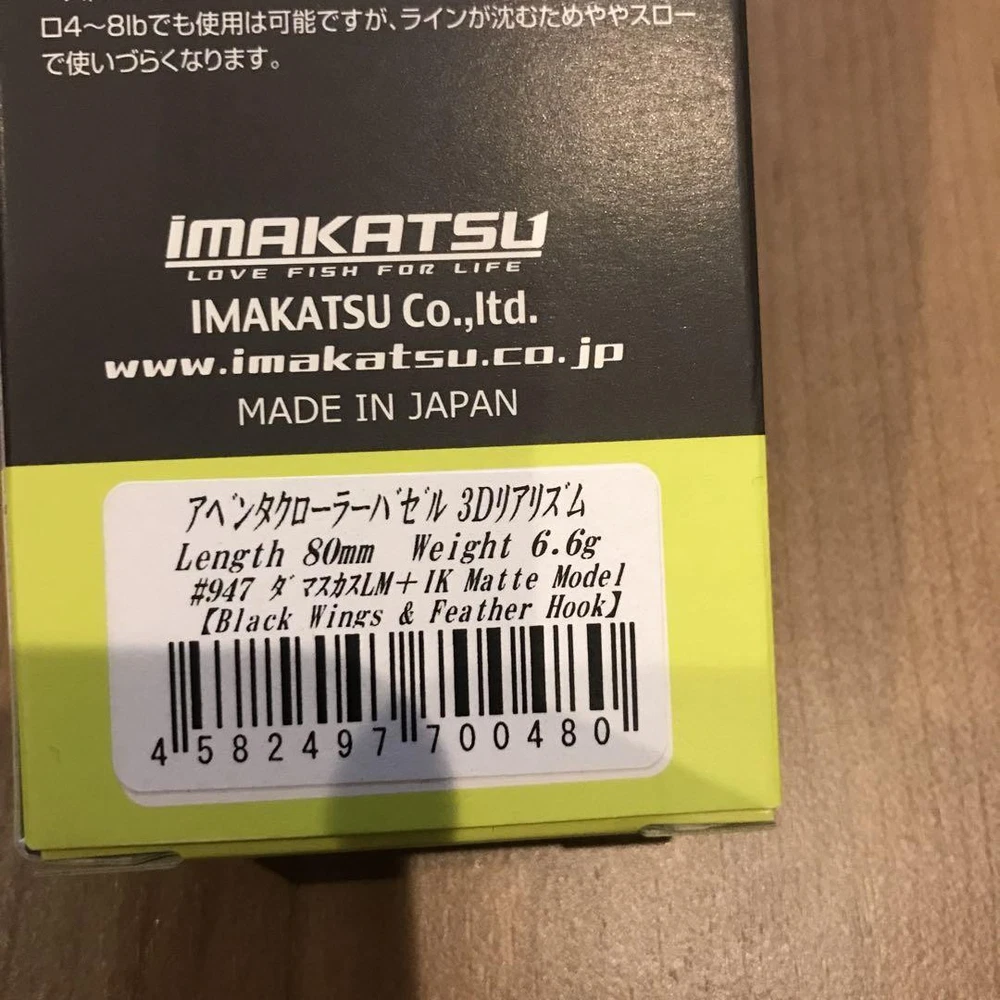 ロ4〜8lbでも使用は可能ですが、ラインが沈むためややスロー
で使いづらくなります。
iMAKATSU
LOVE FISH FOR LIFE
IMAKATSU Co.,ltd.
www.imakatsu.co.jp
MADE IN JAPAN
アベンタクローラーバゼル 3Dリアリズム
Length 80mm Weight 6.6g
#947 ダマスカスLM+IK Matte Model
【Black Wings & Feather Hook】
4582497700480